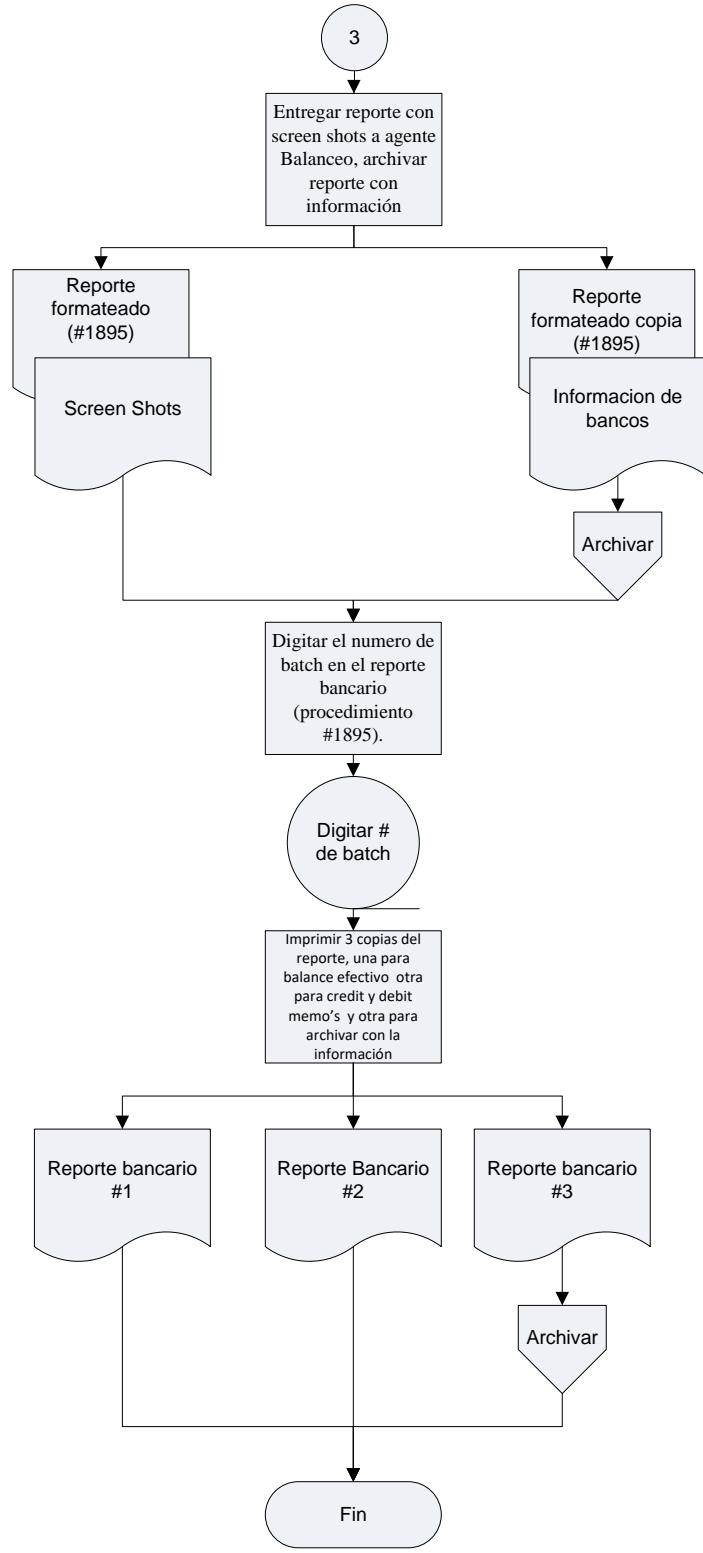 3
Entregar reporte con
screen shots a agente
Balanceo, archivar
reporte con
información
Reporte
formateado
(#1895)
Screen Shots
Reporte
formateado copia
(#1895)
Informacion de
bancos
Archivar
Digitar el numero de
batch en el reporte
bancario
(procedimiento
#1895).
Digitar #
de batch
Imprimir 3 copias del
reporte, una para
balance efectivo otra
para credit y debit
memo's y otra para
archivar con la
información
Reporte bancario
#1
Reporte Bancario
#2
Reporte bancario
#3
Archivar
Fin